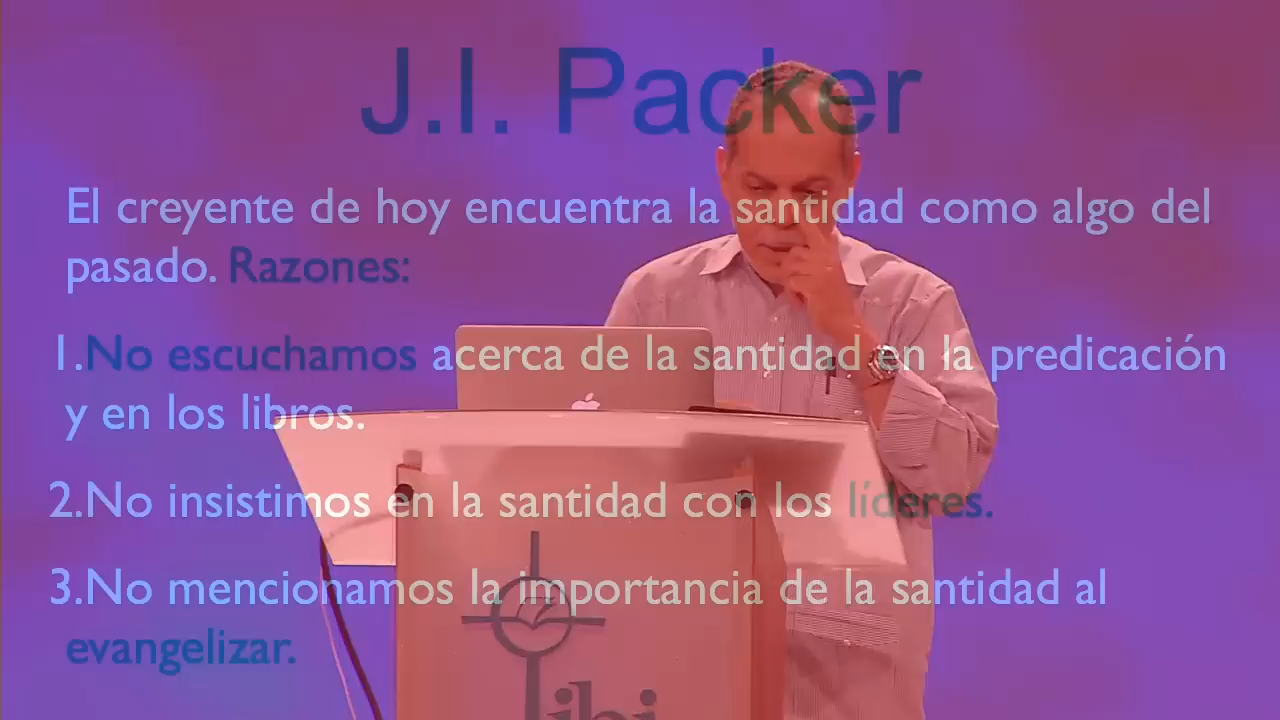 J.I. Packer
El creyente de hoy encuentra la santidad como algo del
pasado. Razones:
1.No escuchamos acerca de la santidad en la predicación
y en los libros.
2.No insistimos en la santidad con los líderes.
3.No mencionamos la importancia de la santidad al
evangelizar.
ibi